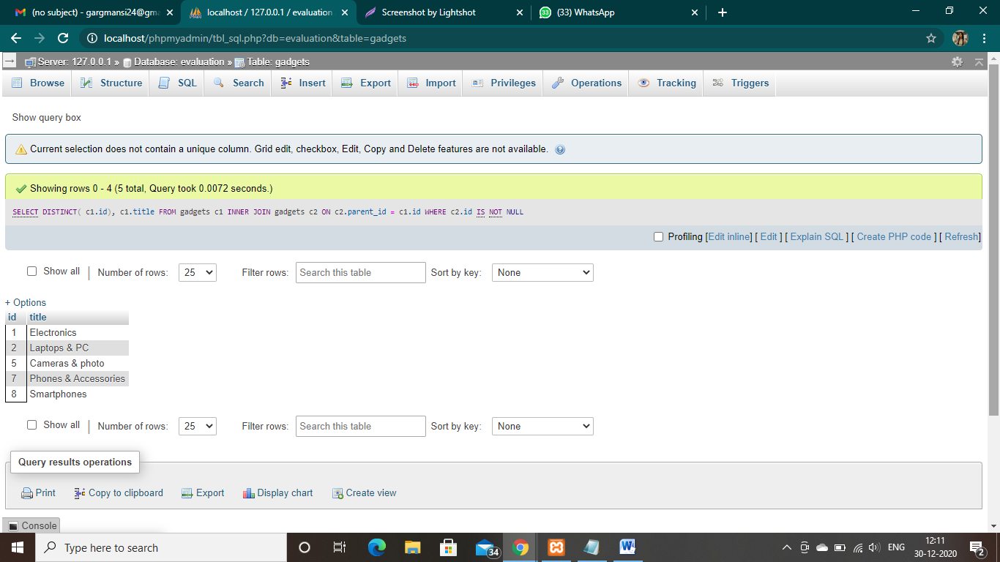 (no subject) - gargmansi24@gma
localhost / 127.0.0.1 / evaluation
Screenshot by Lightshot
33 (33) WhatsApp
localhost/phpmyadmin/tbl_sql.php?db=evaluation&table=gadgets
Server: 127.0.0.1 » Database: evaluation » Table: gadgets
Browse Structure SQL Search Insert Export Import Privileges Operations Tracking Triggers
Show query box
Current selection does not contain a unique column. Grid edit, checkbox, Edit, Copy and Delete features are not available.
Showing rows 0 - 4 (5 total, Query took 0.0072 seconds.)
SELECT DISTINCT( c1.id), c1.title FROM gadgets c1 INNER JOIN gadgets c2 ON c2.parent_id = c1.id WHERE c2.id IS NOT NULL
Profiling [Edit inline] [ Edit ] [ Explain SQL ] [ Create PHP code ] [ Refresh]
Show all | Number of rows: 25 Filter rows: Search this table Sort by key: None
+ Options
id title
1 Electronics
2 Laptops & PC
5 Cameras & photo
7 Phones & Accessories
8 Smartphones
Show all | Number of rows: 25 Filter rows: Search this table Sort by key: None
Query results operations
Print Copy to clipboard Export Display chart Create view
Console
Type here to search
34
ENG
12:11
30-12-2020
2